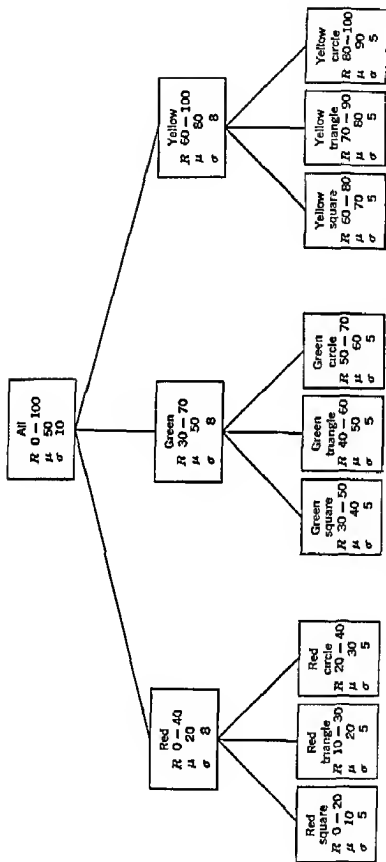 All
R 0–100
μ 50
σ 10
Red
R 0–40
μ 20
σ 8
Green
R 30–70
μ 50
σ 8
Yellow
R 60–100
μ 80
σ 8
Red
square
R 0–20
μ 10
σ 5
Red
triangle
R 10–30
μ 20
σ 5
Red
circle
R 20–40
μ 30
σ 5
Green
square
R 30–50
μ 40
σ 5
Green
triangle
R 40–60
μ 50
σ 5
Green
circle
R 50–70
μ 60
σ 5
Yellow
square
R 60–80
μ 70
σ 5
Yellow
triangle
R 70–90
μ 80
σ 5
Yellow
circle
R 80–100
μ 90
σ 5